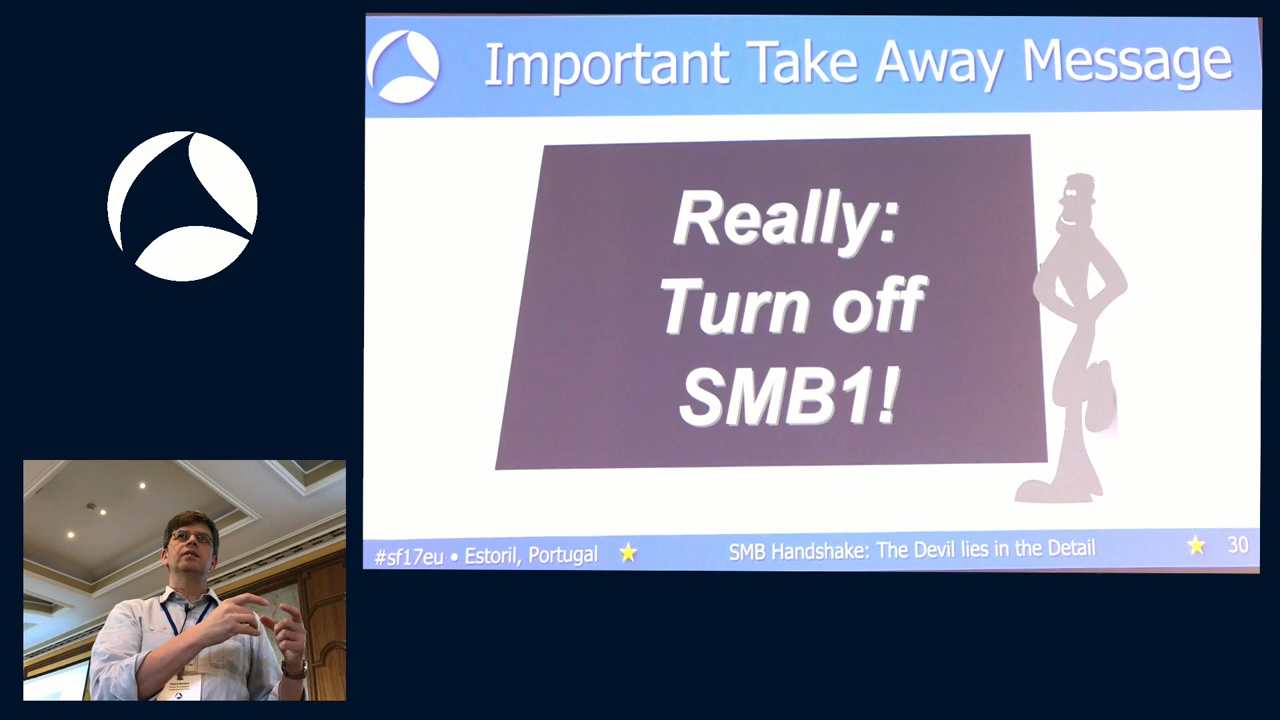 Important Take Away Message
Really:
Turn off
SMB1!
#sf17eu • Estoril, Portugal
SMB Handshake: The Devil lies in the Detail
30